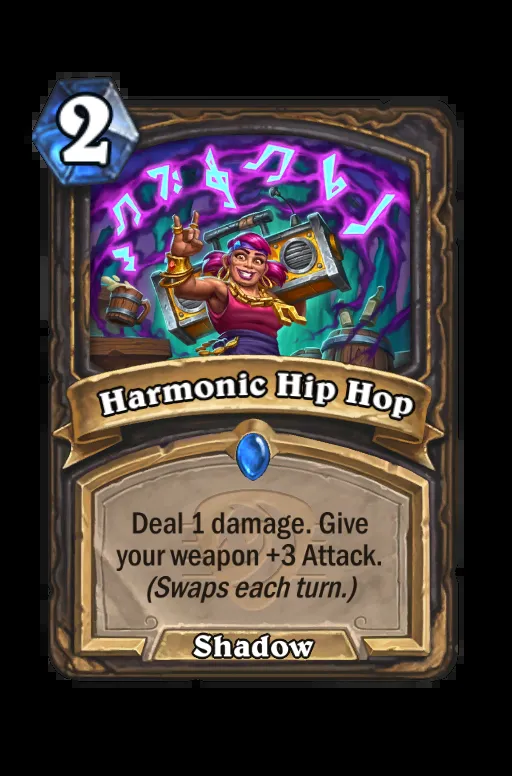 2
Harmonic Hip Hop
Deal 1 damage. Give
your weapon +3 Attack.
(Swaps each turn.)
Shadow